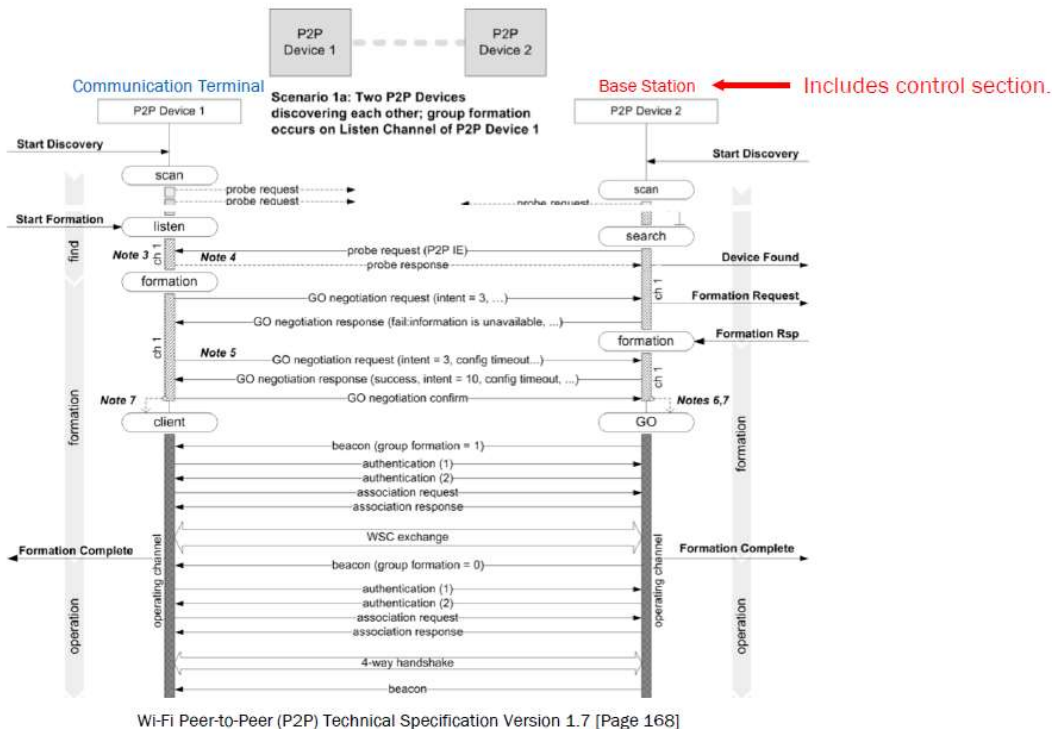 P2P
Device 1
P2P
Device 2
Communication Terminal
Base Station
Includes control section.
P2P Device 1
Scenario 1a: Two P2P Devices
discovering each other; group formation
occurs on Listen Channel of P2P Device 1
P2P Device 2
Start Discovery
Start Discovery
scan
scan
probe request
probe request
probe request
Start Formation
listen
search
find
Note 3
ch 1
Note 4
probe request (P2P IE)
probe response
Device Found
formation
ch 1
GO negotiation request (intent = 3, ...)
Formation Request
GO negotiation response (fail:information is unavailable, ...)
formation
Formation Rsp
ch 1
Note 5
GO negotiation request (intent = 3, config timeout...)
GO negotiation response (success, intent = 10, config timeout, ...)
ch 1
Note 7
GO negotiation confirm
Notes 6,7
client
GO
formation
formation
beacon (group formation = 1)
authentication (1)
authentication (2)
association request
association response
WSC exchange
Formation Complete
Formation Complete
operating channel
operating channel
beacon (group formation = 0)
authentication (1)
authentication (2)
association request
association response
operation
operation
4-way handshake
beacon
Wi-Fi Peer-to-Peer (P2P) Technical Specification Version 1.7 [Page 168]